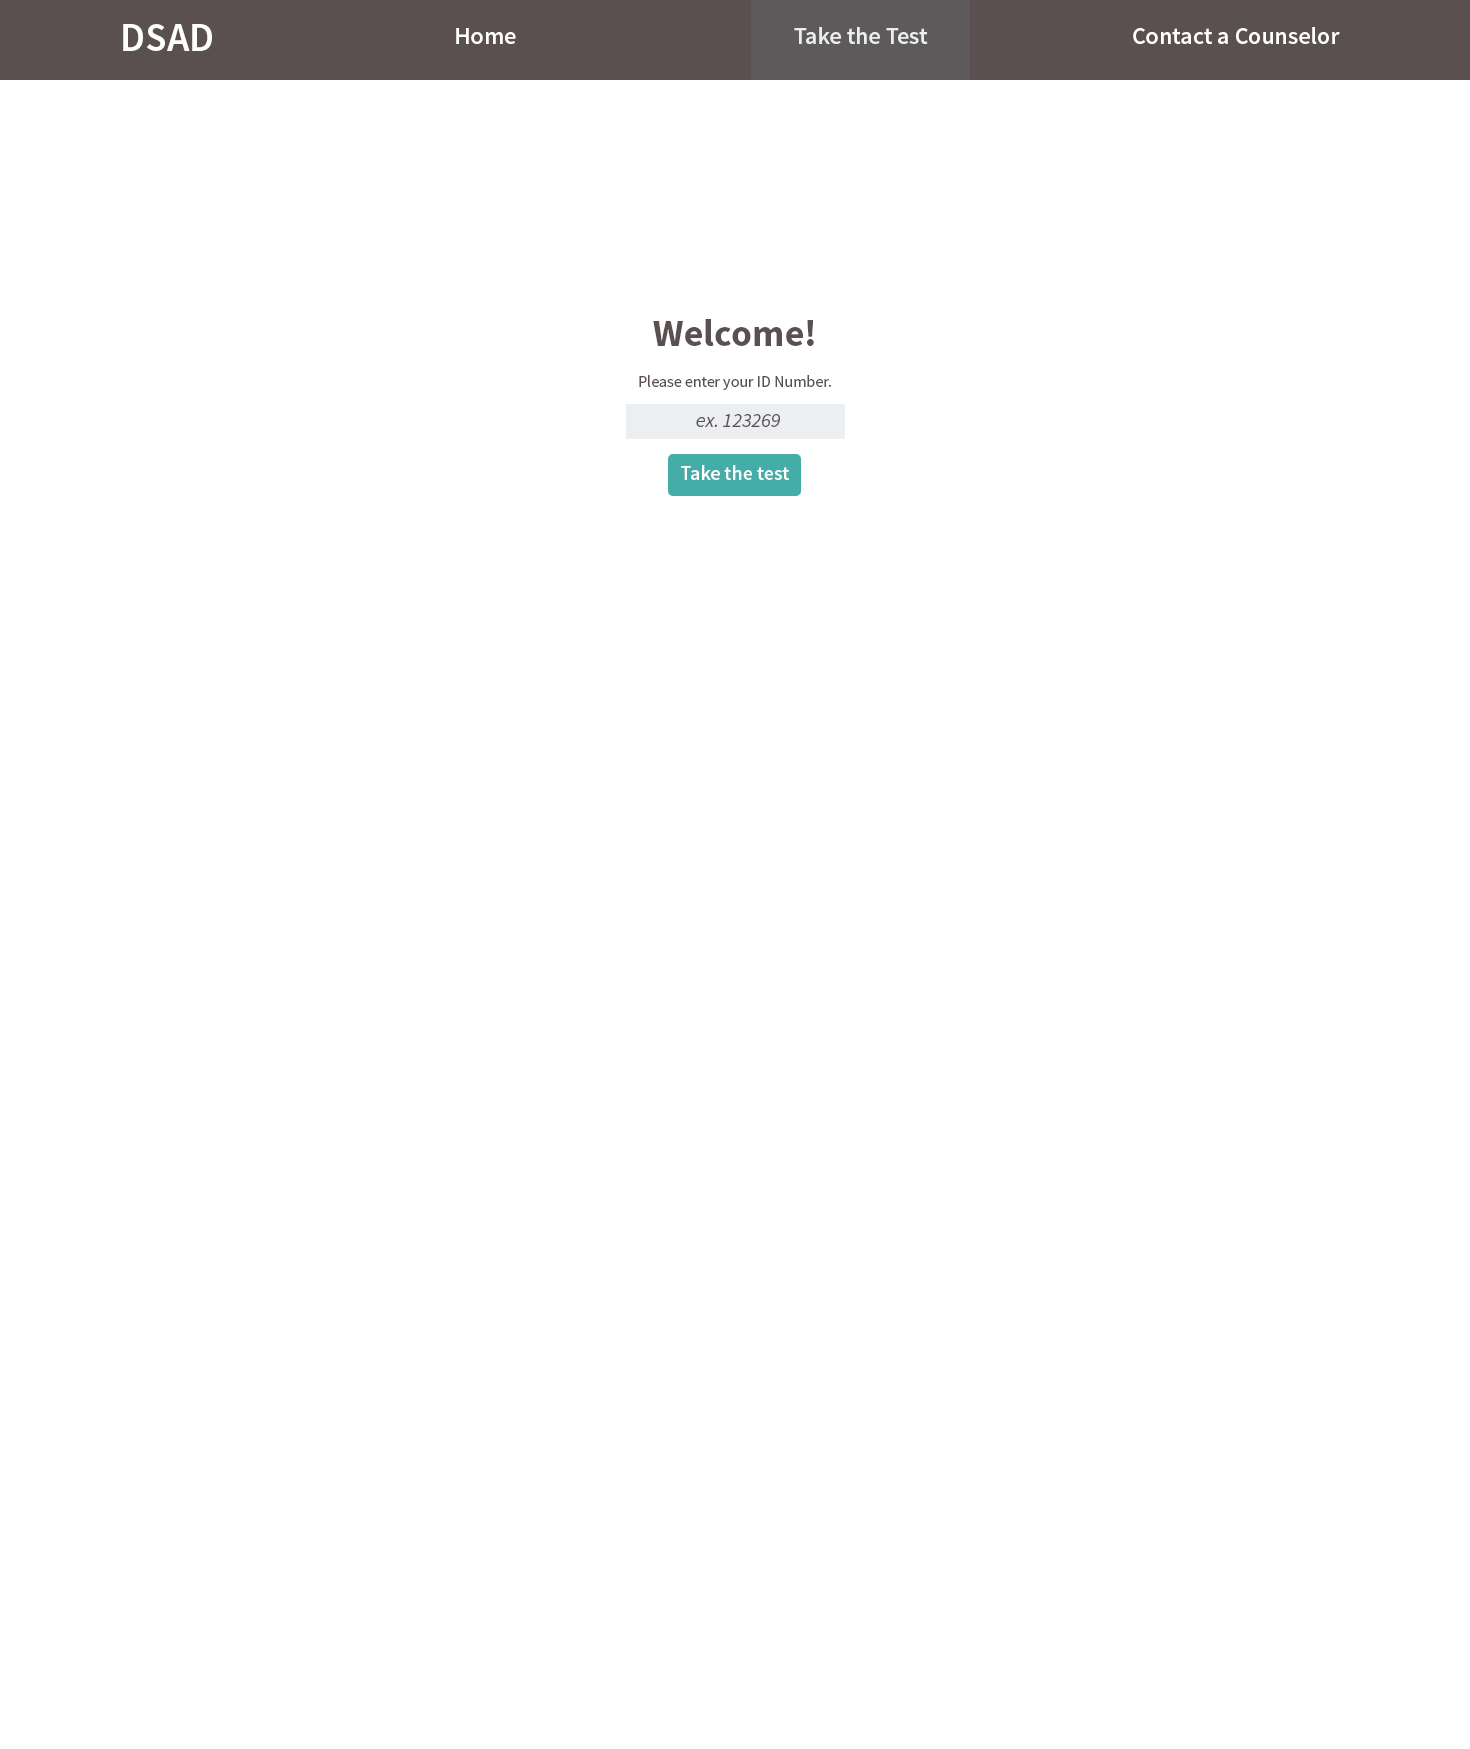 DSAD Home Take the Test Contact a Counselor
Welcome!
Please enter your ID Number.
ex. 123269
Take the test